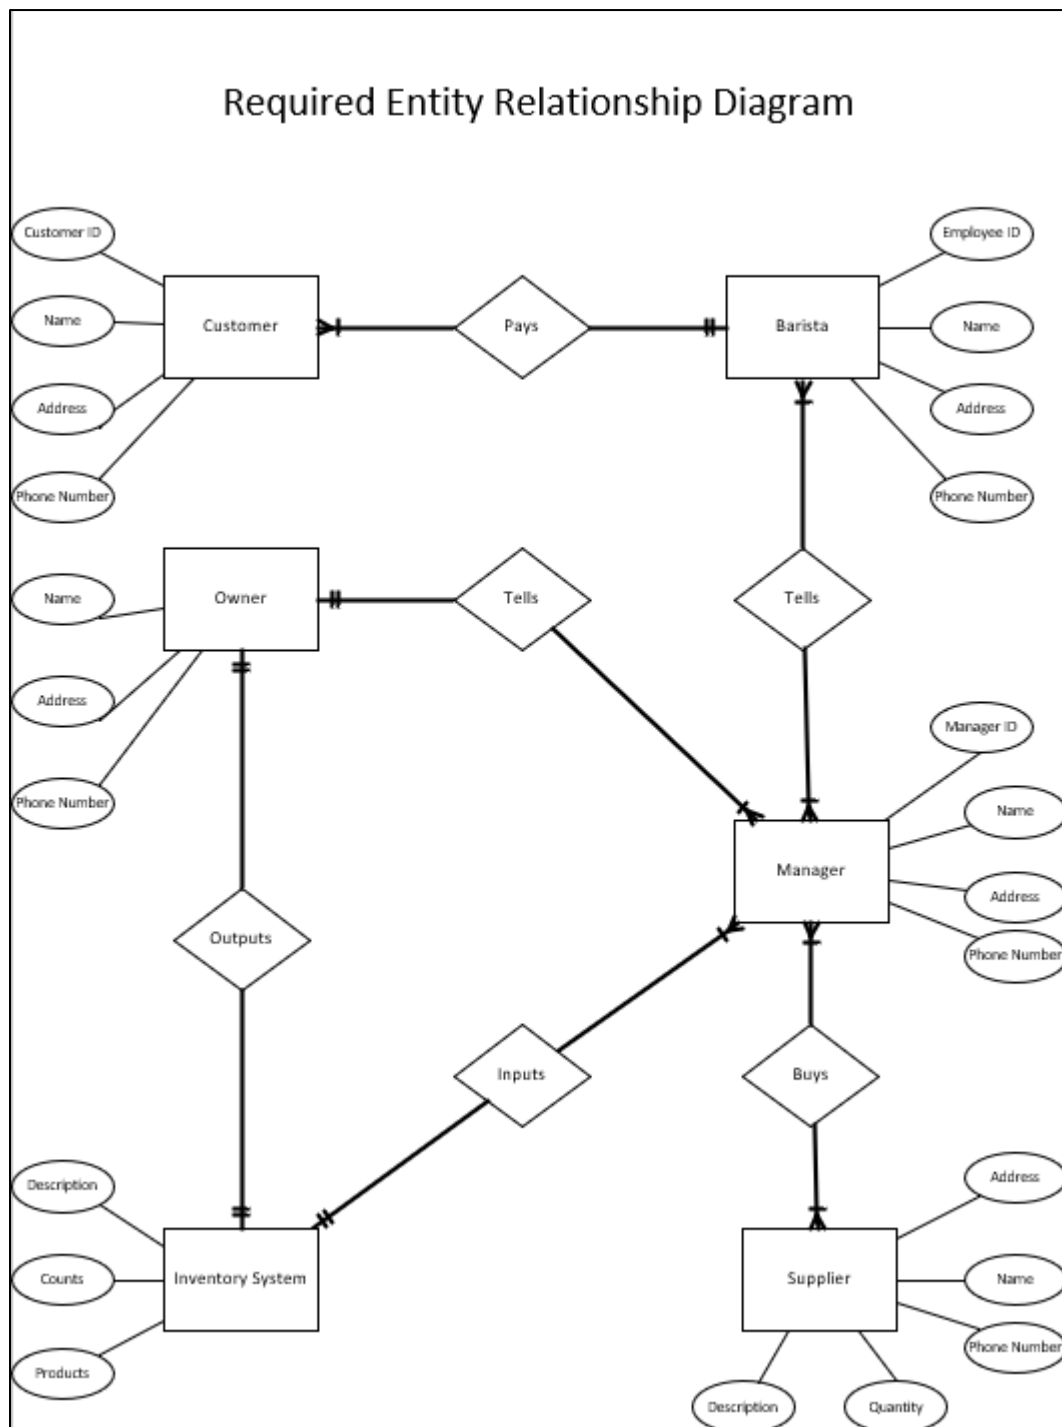 Required Entity Relationship Diagram
Customer ID
Employee ID
Name
Customer
Pays
Barista
Name
Address
Address
Phone Number
Phone Number
Name
Owner
Tells
Tells
Address
Manager ID
Phone Number
Name
Manager
Address
Outputs
Phone Number
Inputs
Buys
Description
Address
Counts
Inventory System
Supplier
Name
Phone Number
Products
Description
Quantity